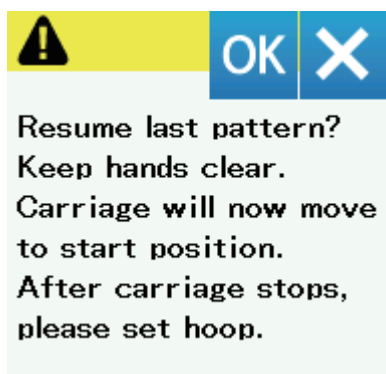 OK
Resume last pattern?
Keep hands clear.
Carriage will now move
to start position.
After carriage stops,
please set hoop.